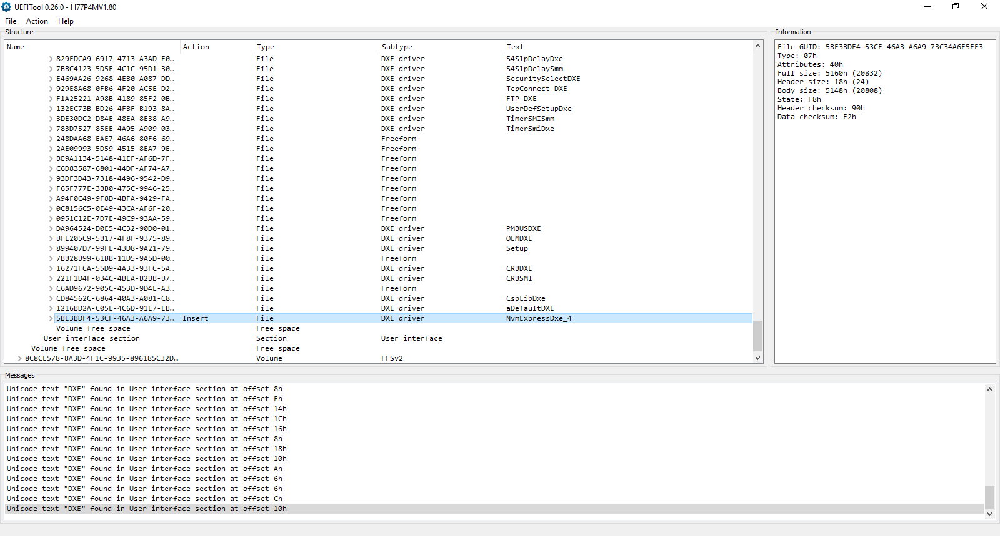 UEFITool 0.26.0 - H77P4MV1.80
File Action Help
Structure
Name Action Type Subtype Text
829FDCA9-6917-4713-A3AD-F0... File DXE driver S4SlpDelayDxe
7BBC4123-5D5E-4C1C-95D1-30... File DXE driver S4SlpDelaySmm
E469AA26-9268-4EB0-A087-DD... File DXE driver SecuritySelectDXE
929E8A68-0FB6-4F20-AC5E-D2... File DXE driver TcpConnect_DXE
F1A25221-A98B-4189-85F2-0B... File DXE driver FTP_DXE
132EC73B-BD26-4FBF-B193-8A... File DXE driver UserDefSetupDxe
3DE30DC2-D84E-48EA-8E38-A9... File DXE driver TimerSMISmm
783D7527-85EE-4A95-A909-03... File DXE driver TimerSmiDxe
248DAA68-EAE7-46A6-80F6-69... File Freeform
2AE09993-5D59-4515-8EA7-9E... File Freeform
BE9A1134-5148-41EF-AF6D-7F... File Freeform
C6D83587-6801-44DF-AF74-A7... File Freeform
93DF3D43-7318-4496-9542-D9... File Freeform
F65F777E-3BB0-475C-9946-25... File Freeform
A94F0C49-9F8D-4BFA-9429-FA... File Freeform
0C8156C5-0E49-43CA-AF6F-20... File Freeform
0951C12E-7D7E-49C9-93AA-59... File Freeform
DA964524-D0E5-4C32-90D0-01... File DXE driver PMBUSDXE
BFE205C9-5B17-4F8F-9375-89... File DXE driver OEMDXE
899407D7-99FE-43D8-9A21-79... File DXE driver Setup
7BB28B99-61BB-11D5-9A5D-00... File Freeform
16271FCA-55D9-4A33-93FC-5A... File DXE driver CRBDXE
221F1D4F-034C-4BEA-B2BB-B7... File DXE driver CRBSMI
C6AD9672-905C-453D-9D4E-A3... File Freeform
CD84562C-6864-40A3-A081-C8... File DXE driver CspLibDxe
1216BD2A-C05E-4C6D-91E7-EB... File DXE driver aDefaultDXE
5BE3BDF4-53CF-46A3-A6A9-73... Insert File DXE driver NvmExpressDxe_4
Volume free space Free space
User interface section Section User interface
Volume free space Free space
8C8CE578-8A3D-4F1C-9935-896185C32D... Volume FFSv2
Information
File GUID: 5BE3BDF4-53CF-46A3-A6A9-73C34A6E5EE3
Type: 07h
Attributes: 40h
Full size: 5160h (20832)
Header size: 18h (24)
Body size: 5148h (20808)
State: F8h
Header checksum: 90h
Data checksum: F2h
Messages
Unicode text "DXE" found in User interface section at offset 8h
Unicode text "DXE" found in User interface section at offset Eh
Unicode text "DXE" found in User interface section at offset 14h
Unicode text "DXE" found in User interface section at offset 1Ch
Unicode text "DXE" found in User interface section at offset 16h
Unicode text "DXE" found in User interface section at offset 8h
Unicode text "DXE" found in User interface section at offset 18h
Unicode text "DXE" found in User interface section at offset 10h
Unicode text "DXE" found in User interface section at offset Ah
Unicode text "DXE" found in User interface section at offset 6h
Unicode text "DXE" found in User interface section at offset 6h
Unicode text "DXE" found in User interface section at offset Ch
Unicode text "DXE" found in User interface section at offset 10h